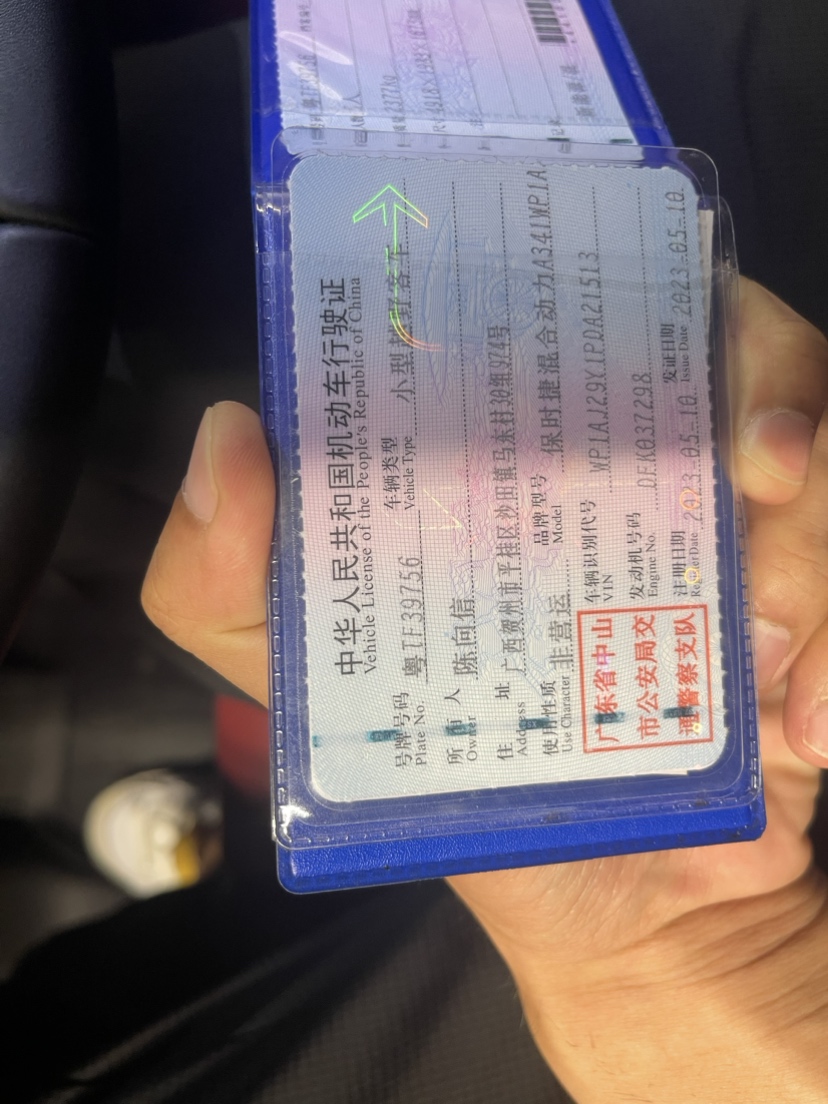 中华人民共和国机动车行驶证
Vehicle License of the People's Republic of China
号牌号码
Plate No.
粤TF39756
车辆类型
Vehicle Type
小型越野客车
所有人
Owner
陈向信
住址
Address
广西贺州市平桂区沙田镇马东村30组974号
使用性质
Use Character
非营运
品牌型号
Model
保时捷混合动力A341WP1A
广东省中山
市公安局交
通警察支队
车辆识别代号
VIN
WP1AJ29Y1PDA21513
发动机号码
Engine No.
DFK037298
注册日期
Register Date
2023-05-10
发证日期
Issue Date
2023-05-10